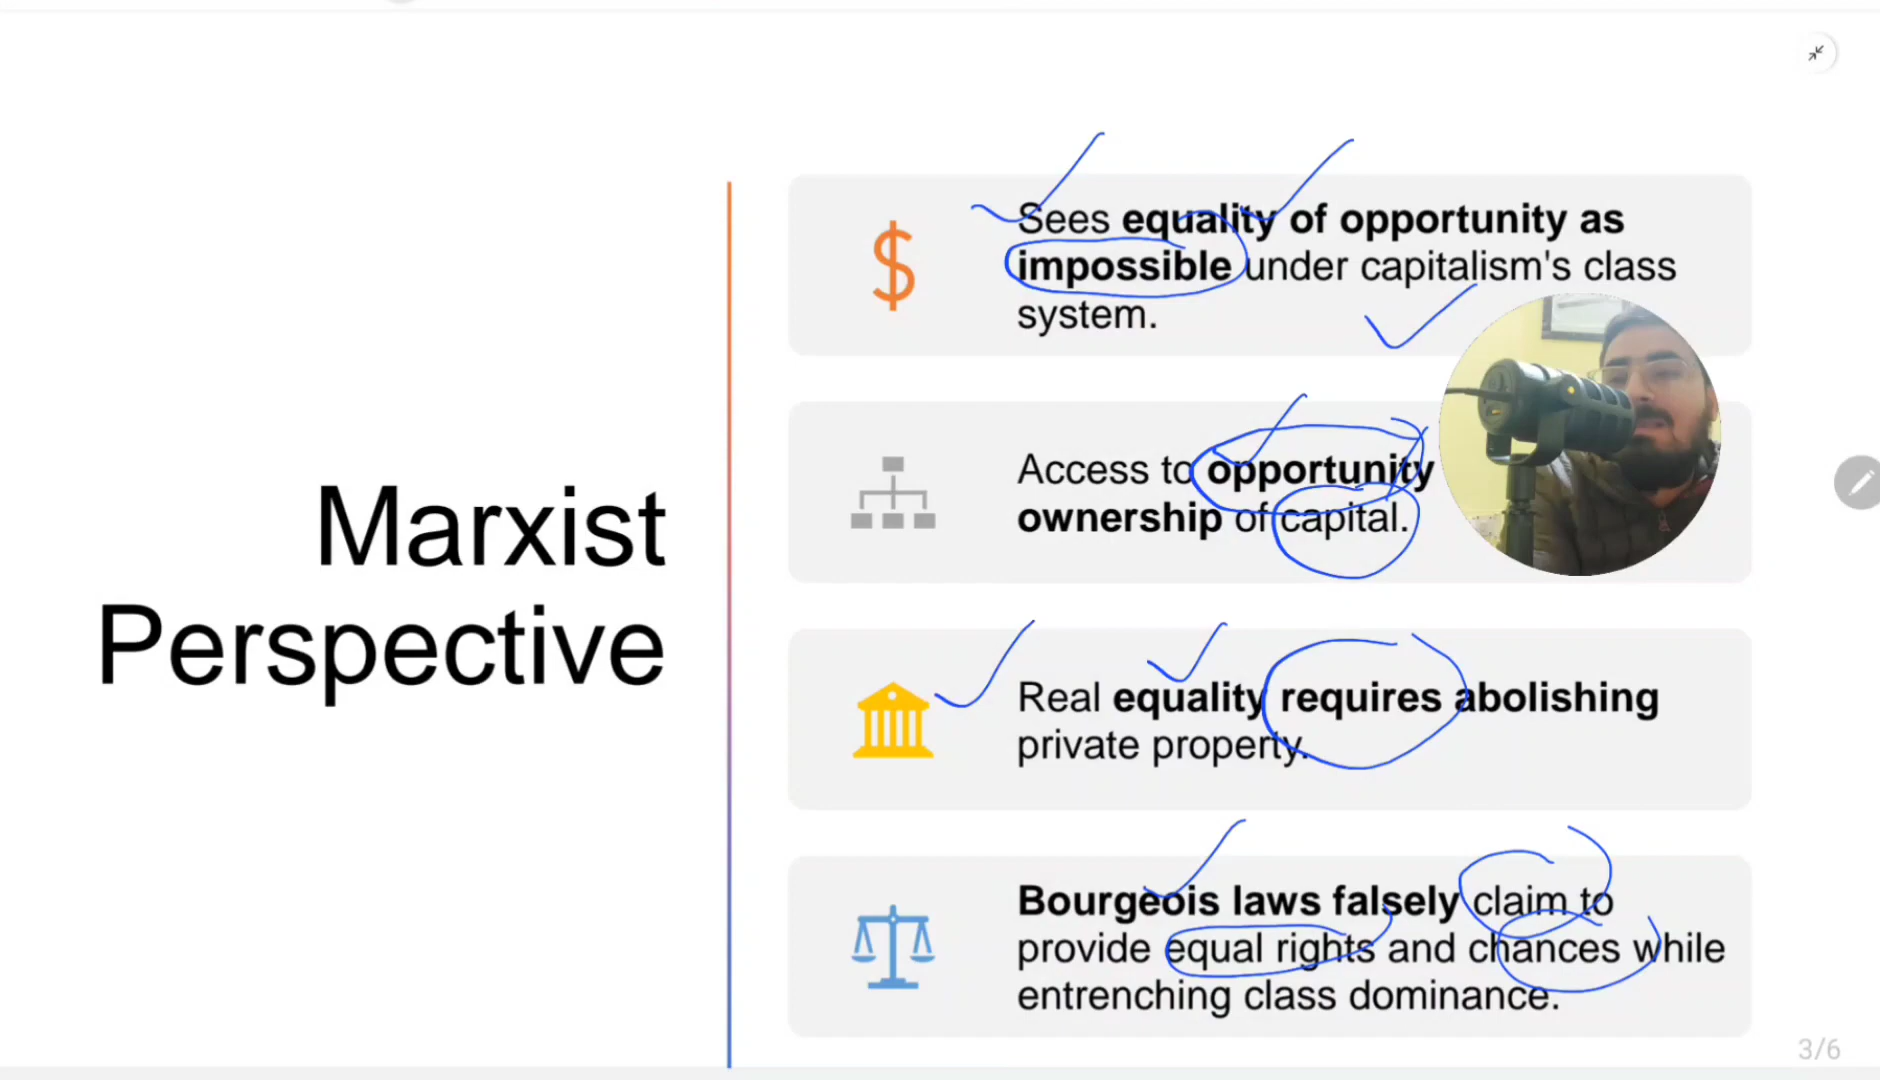 Marxist
Perspective
Sees equality of opportunity as
impossible under capitalism's class
system.
Access to opportunity
ownership of capital.
Real equality requires abolishing
private property.
Bourgeois laws falsely claim to
provide equal rights and chances while
entrenching class dominance.
3/6